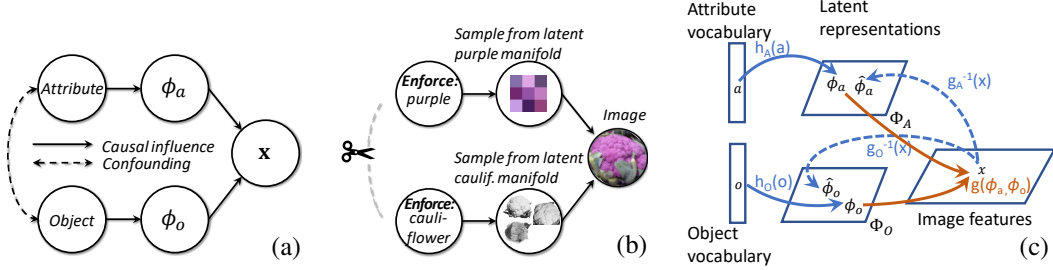 Attribute
ϕa
x
Causal influence
Confounding
Object
ϕo
(a)
Sample from latent
purple manifold
Enforce:
purple
Image
Sample from latent
caulif. manifold
Enforce:
cauli-
flower
(b)
Attribute
vocabulary
Latent
representations
hA(a)
a
ϕa
ϕ̂a
gA⁻¹(x)
ΦA
gO⁻¹(x)
o
hO(o)
ϕ̂o
ϕo
x
g(ϕa,ϕo)
ΦO
Image features
Object
vocabulary
(c)